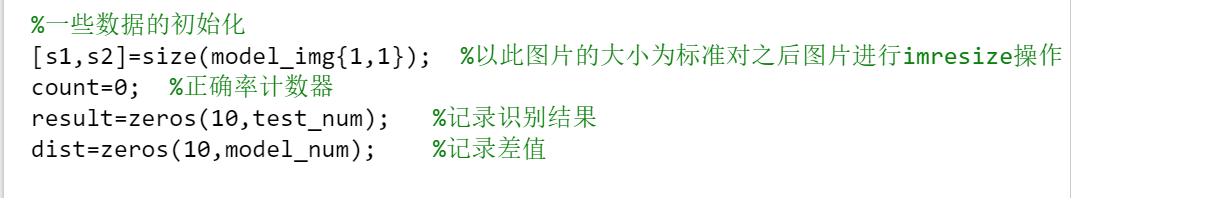 %一些数据的初始化
[s1,s2]=size(model_img{1,1});  %以此图片的大小为标准对之后图片进行imresize操作
count=0;  %正确率计数器
result=zeros(10,test_num);   %记录识别结果
dist=zeros(10,model_num);    %记录差值